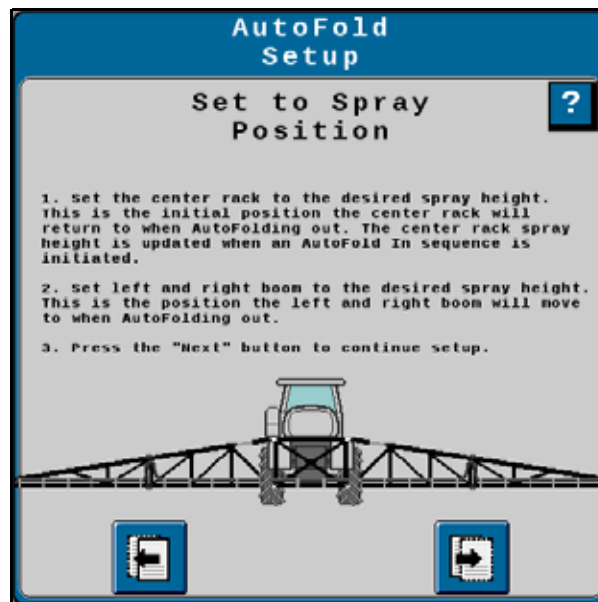 AutoFold
Setup
Set to Spray
Position
?
1. Set the center rack to the desired spray height.
This is the initial position the center rack will
return to when AutoFolding out. The center rack spray
height is updated when an AutoFold In sequence is
initiated.
2. Set left and right boom to the desired spray height.
This is the position the left and right boom will move
to when AutoFolding out.
3. Press the "Next" button to continue setup.